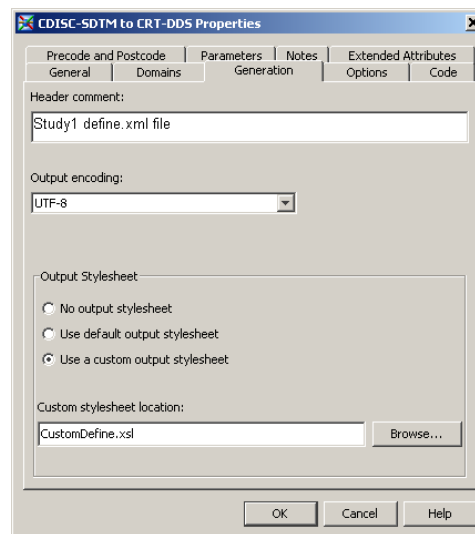 CDISC-SDTM to CRT-DDS Properties
Precode and Postcode Parameters Notes Extended Attributes
General Domains Generation Options Code
Header comment:
Study1 define.xml file
Output encoding:
UTF-8
Output Stylesheet
No output stylesheet
Use default output stylesheet
Use a custom output stylesheet
Custom stylesheet location:
CustomDefine.xsl Browse...
OK Cancel Help